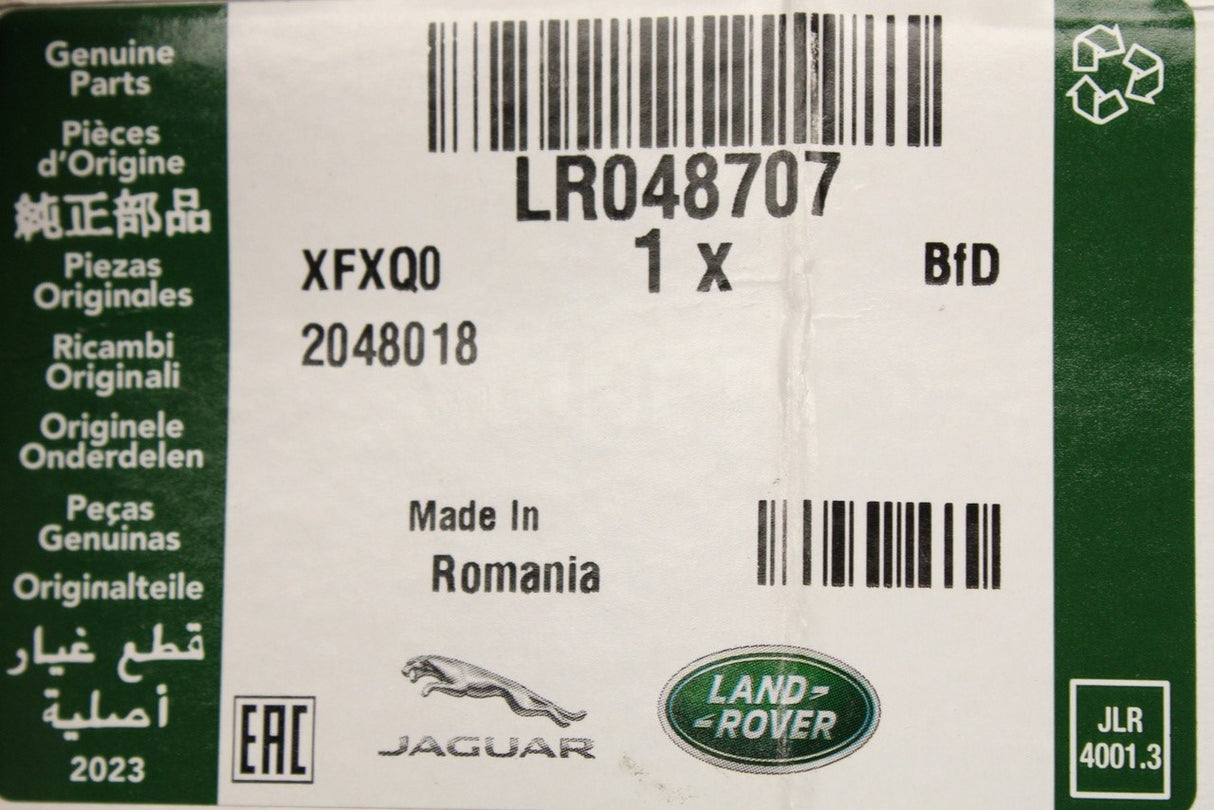 Genuine
Parts
Pièces
d'Origine
純正部品
Piezas
Originales
Ricambi
Originali
Originele
Onderdelen
Peças
Genuinas
Originalteile
قطع غيار
أصلية
2023
LR048707
XFXQ0 1 x BfD
2048018
Made In
Romania
EAC
JAGUAR
LAND-
-ROVER
JLR
4001.3